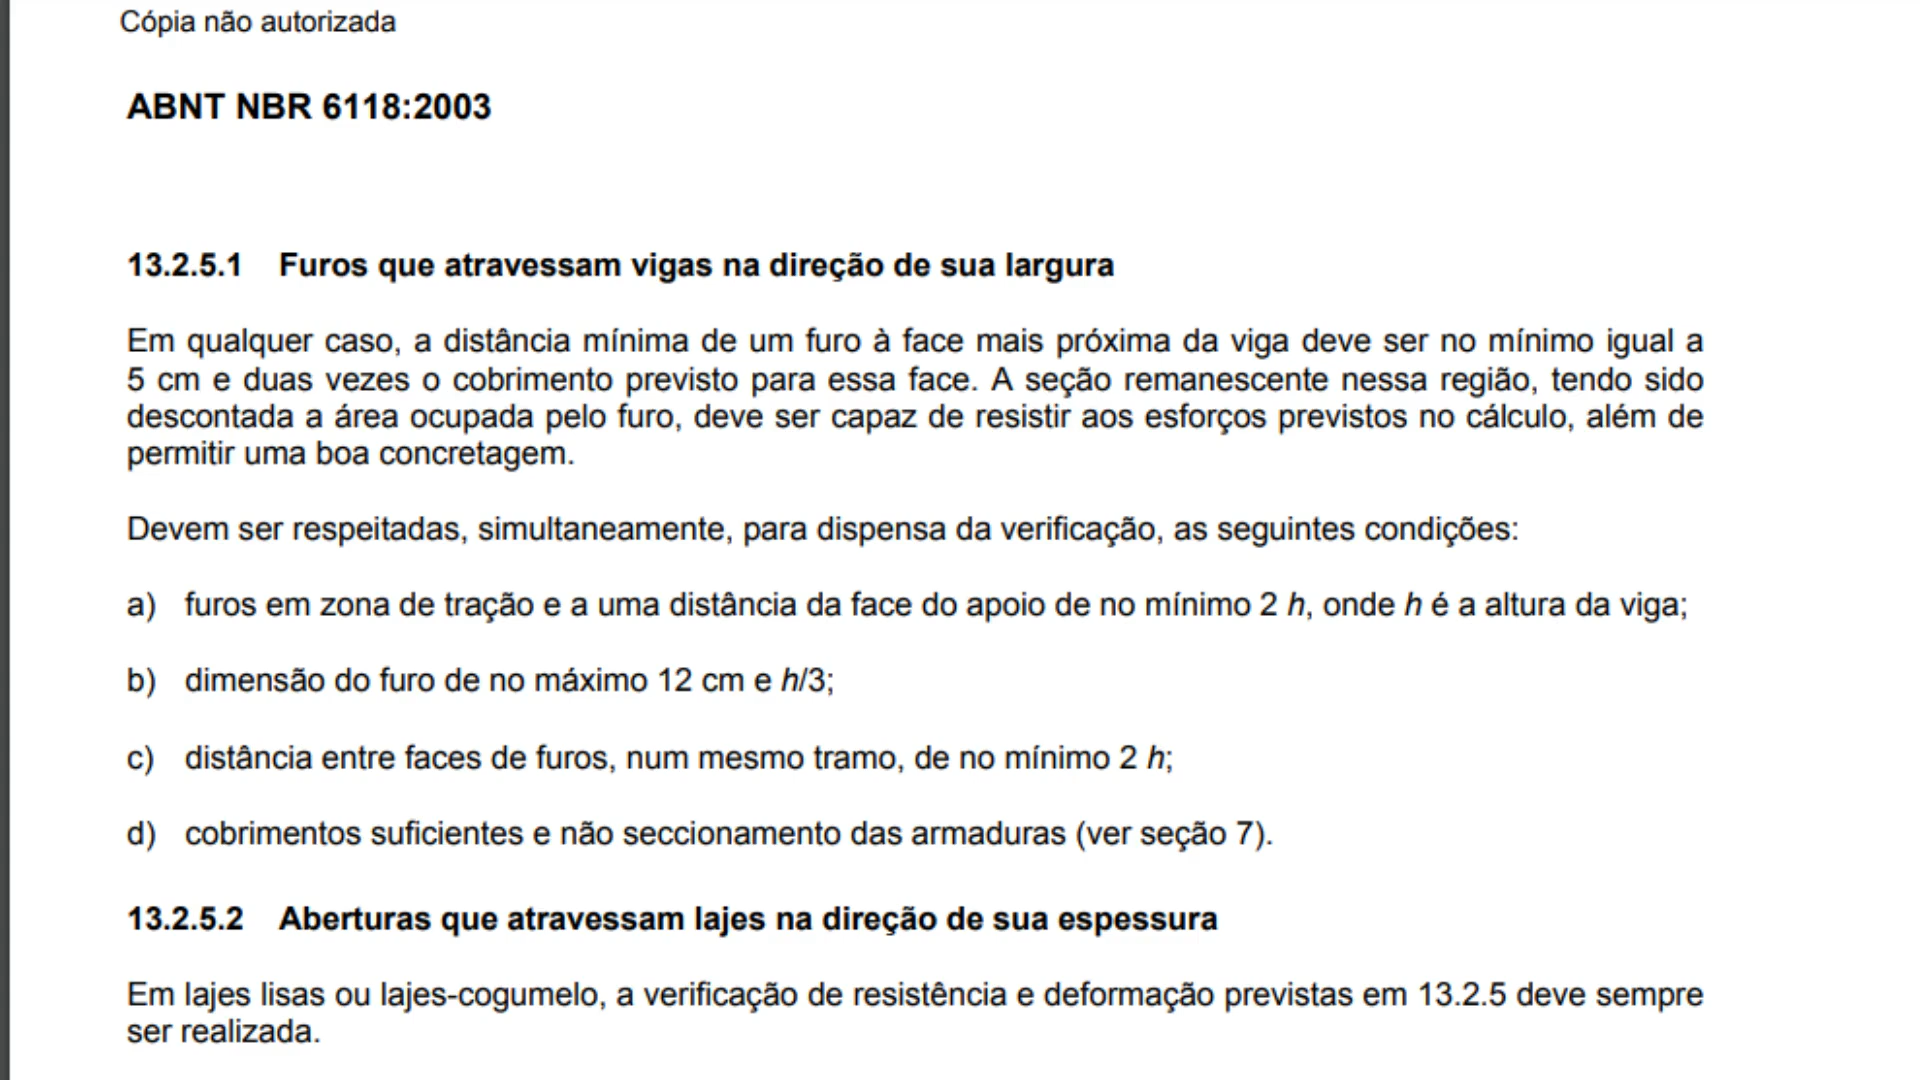 Cópia não autorizada
ABNT NBR 6118:2003
13.2.5.1 Furos que atravessam vigas na direção de sua largura
Em qualquer caso, a distância mínima de um furo à face mais próxima da viga deve ser no mínimo igual a
5 cm e duas vezes o cobrimento previsto para essa face. A seção remanescente nessa região, tendo sido
descontada a área ocupada pelo furo, deve ser capaz de resistir aos esforços previstos no cálculo, além de
permitir uma boa concretagem.
Devem ser respeitadas, simultaneamente, para dispensa da verificação, as seguintes condições:
a) furos em zona de tração e a uma distância da face do apoio de no mínimo 2 h, onde h é a altura da viga;
b) dimensão do furo de no máximo 12 cm e h/3;
c) distância entre faces de furos, num mesmo tramo, de no mínimo 2 h;
d) cobrimentos suficientes e não seccionamento das armaduras (ver seção 7).
13.2.5.2 Aberturas que atravessam lajes na direção de sua espessura
Em lajes lisas ou lajes-cogumelo, a verificação de resistência e deformação previstas em 13.2.5 deve sempre
ser realizada.